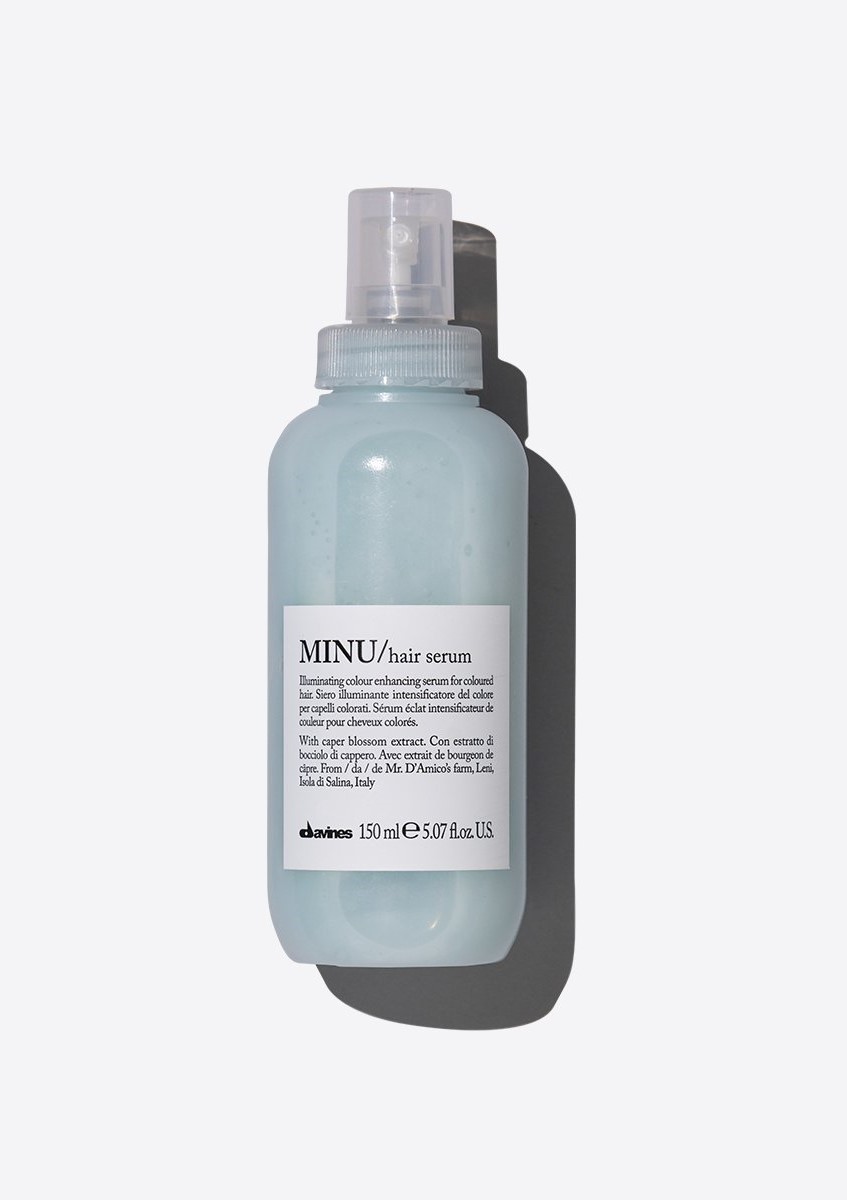 MINU/hair serum
Illuminating colour enhancing serum for coloured
hair. Siero illuminante intensificatore del colore
per capelli colorati. Sérum éclat intensificateur de
couleur pour cheveux colorés.
With caper blossom extract. Con estratto di
bocciolo di cappero. Avec extrait de bourgeon de
câpre. From / da / de Mr. D'Amico's farm, Leni,
Isola di Salina, Italy
davines 150 ml ℮ 5.07 fl.oz. U.S.